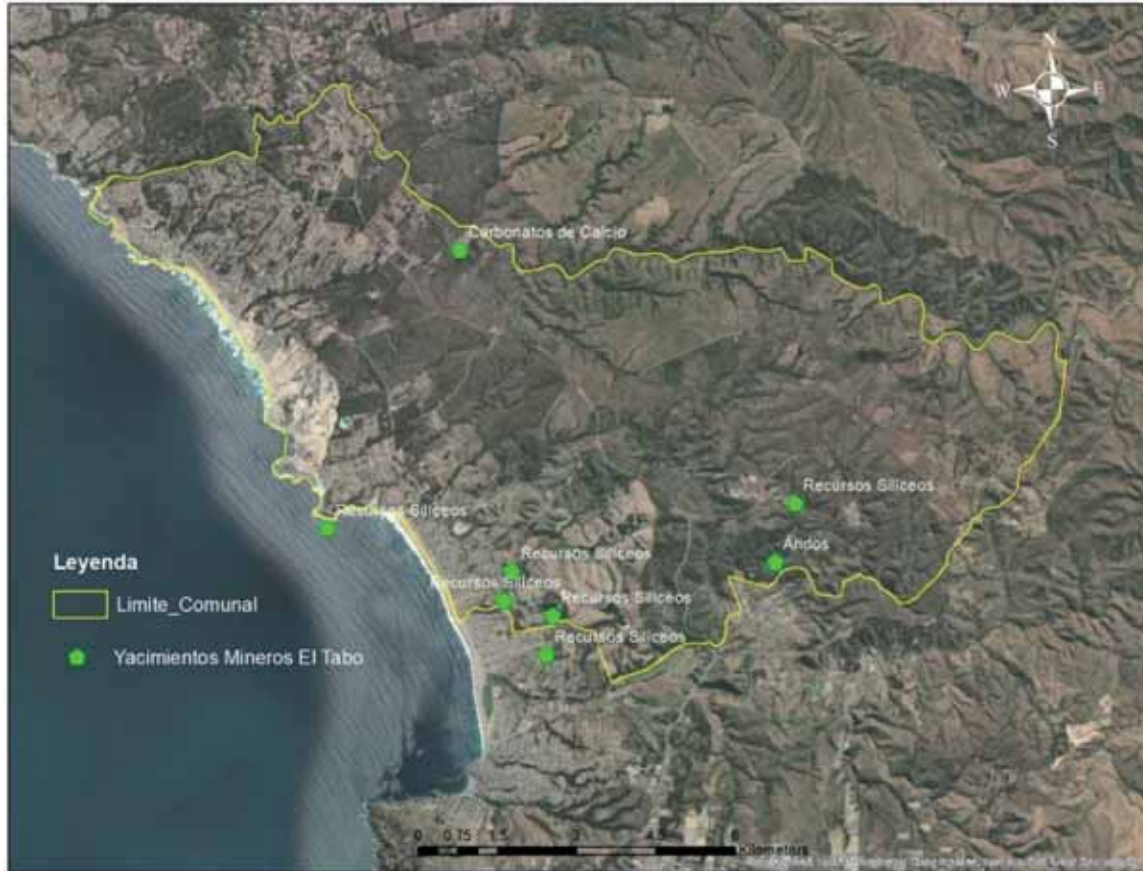 N
W E
S
Carbonatos de Calcio
Recursos Silíceos
Recursos Silíceos
Aridos
Recursos Silíceos
Recursos Silíceos
Recursos Silíceos
Recursos Silíceos
Leyenda
Limite_Comunal
Yacimientos Mineros El Tabo
0 0.75 1.5 3 4.5 6
Kilometers